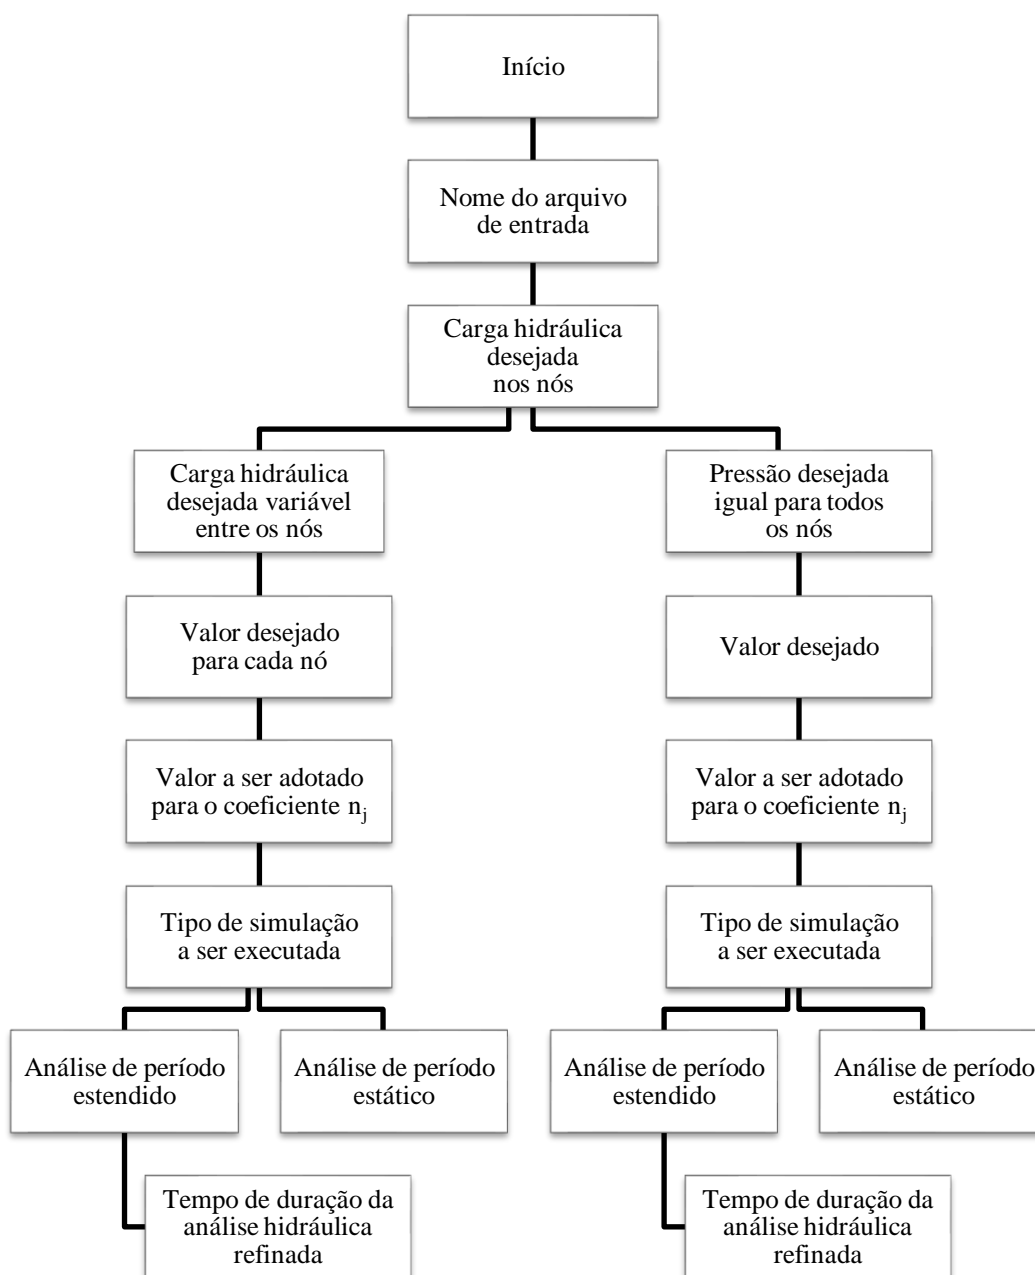 Início
Nome do arquivo
de entrada
Carga hidráulica
desejada
nos nós
Carga hidráulica
desejada variável
entre os nós
Pressão desejada
igual para todos
os nós
Valor desejado
para cada nó
Valor desejado
Valor a ser adotado
para o coeficiente nj
Valor a ser adotado
para o coeficiente nj
Tipo de simulação
a ser executada
Tipo de simulação
a ser executada
Análise de período
estendido
Análise de período
estático
Análise de período
estendido
Análise de período
estático
Tempo de duração da
análise hidráulica
refinada
Tempo de duração da
análise hidráulica
refinada